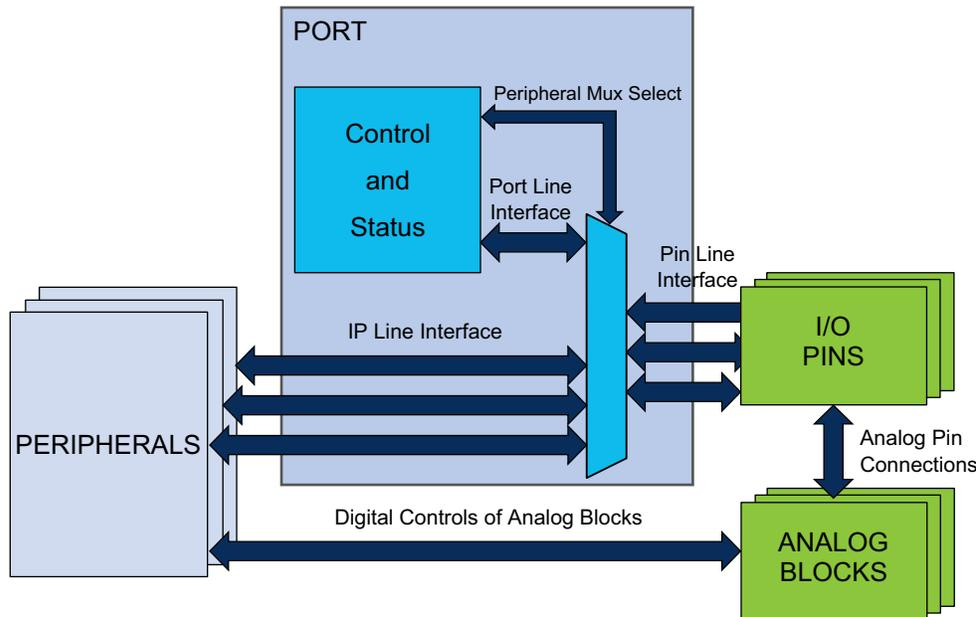 PORT
Peripheral Mux Select
Control
and
Status
Port Line
Interface
Pin Line
Interface
I/O
PINS
IP Line Interface
PERIPHERALS
Analog Pin
Connections
Digital Controls of Analog Blocks
ANALOG
BLOCKS